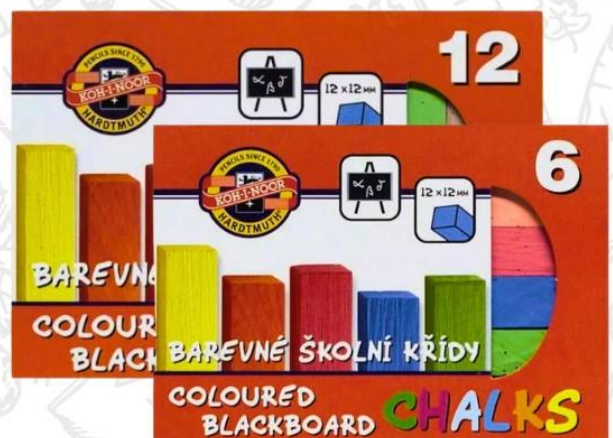 12
PENCILS SINCE 1790
KOH-I-NOOR
HARDTMUTH
α β γ
12 x 12 MM
BAREVN
COLOUR
BLACK
6
PENCILS SINCE 1790
KOH-I-NOOR
HARDTMUTH
α β γ
12 x 12 MM
BAREVNÉ ŠKOLNÍ KŘÍDY
COLOURED
BLACKBOARD CHALKS